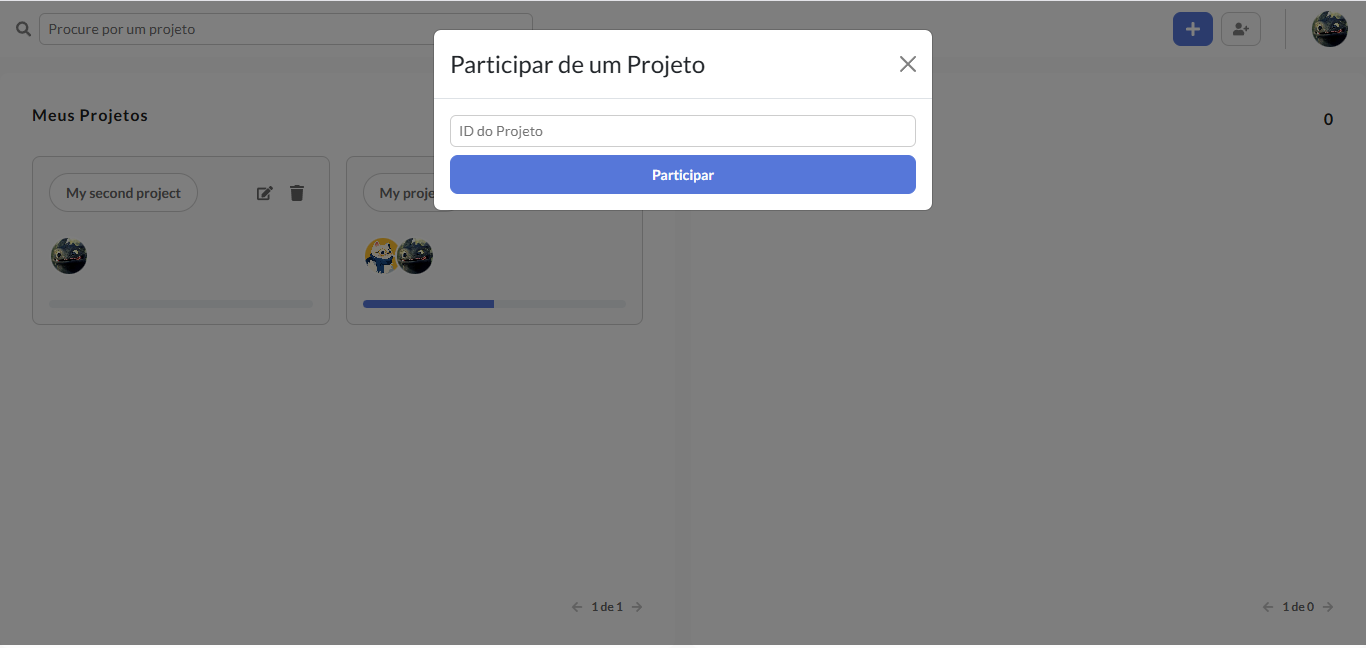 Procure por um projeto
Participar de um Projeto
ID do Projeto
Participar
Meus Projetos
0
My second project
My proje
1 de 1
1 de 0